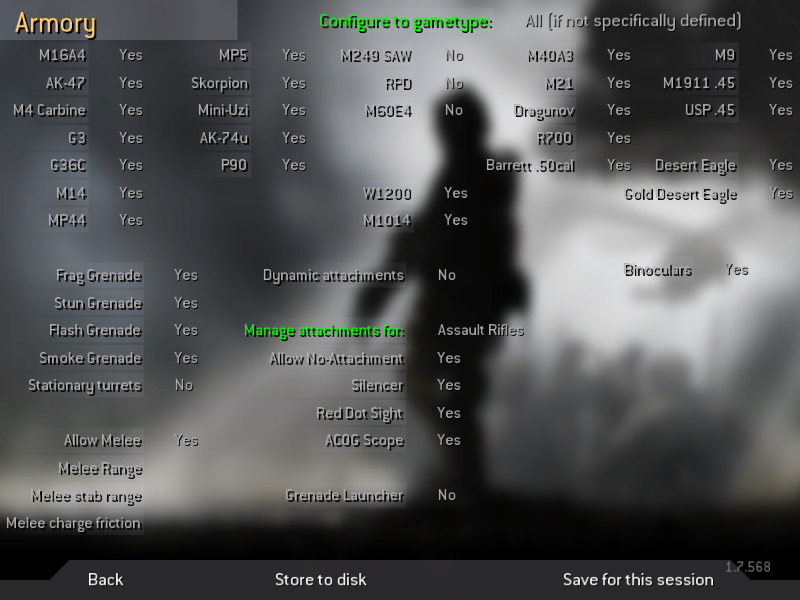 Armory Configure to gametype: All (if not specifically defined)
M16A4 Yes MP5 Yes M249 SAW No M40A3 Yes M9 Yes
AK-47 Yes Skorpion Yes RPD No M21 Yes M1911 .45 Yes
M4 Carbine Yes Mini-Uzi Yes M60E4 No Dragunov Yes USP .45 Yes
G3 Yes AK-74u Yes R700 Yes
G36C Yes P90 Yes Barrett .50cal Yes Desert Eagle Yes
M14 Yes W1200 Yes Gold Desert Eagle Yes
MP44 Yes M1014 Yes
Frag Grenade Yes Dynamic attachments No Binoculars Yes
Stun Grenade Yes
Flash Grenade Yes Manage attachments for: Assault Rifles
Smoke Grenade Yes Allow No-Attachment Yes
Stationary turrets No Silencer Yes
Red Dot Sight Yes
Allow Melee Yes ACOG Scope Yes
Melee Range
Melee stab range Grenade Launcher No
Melee charge friction
1.7.568
Back Store to disk Save for this session